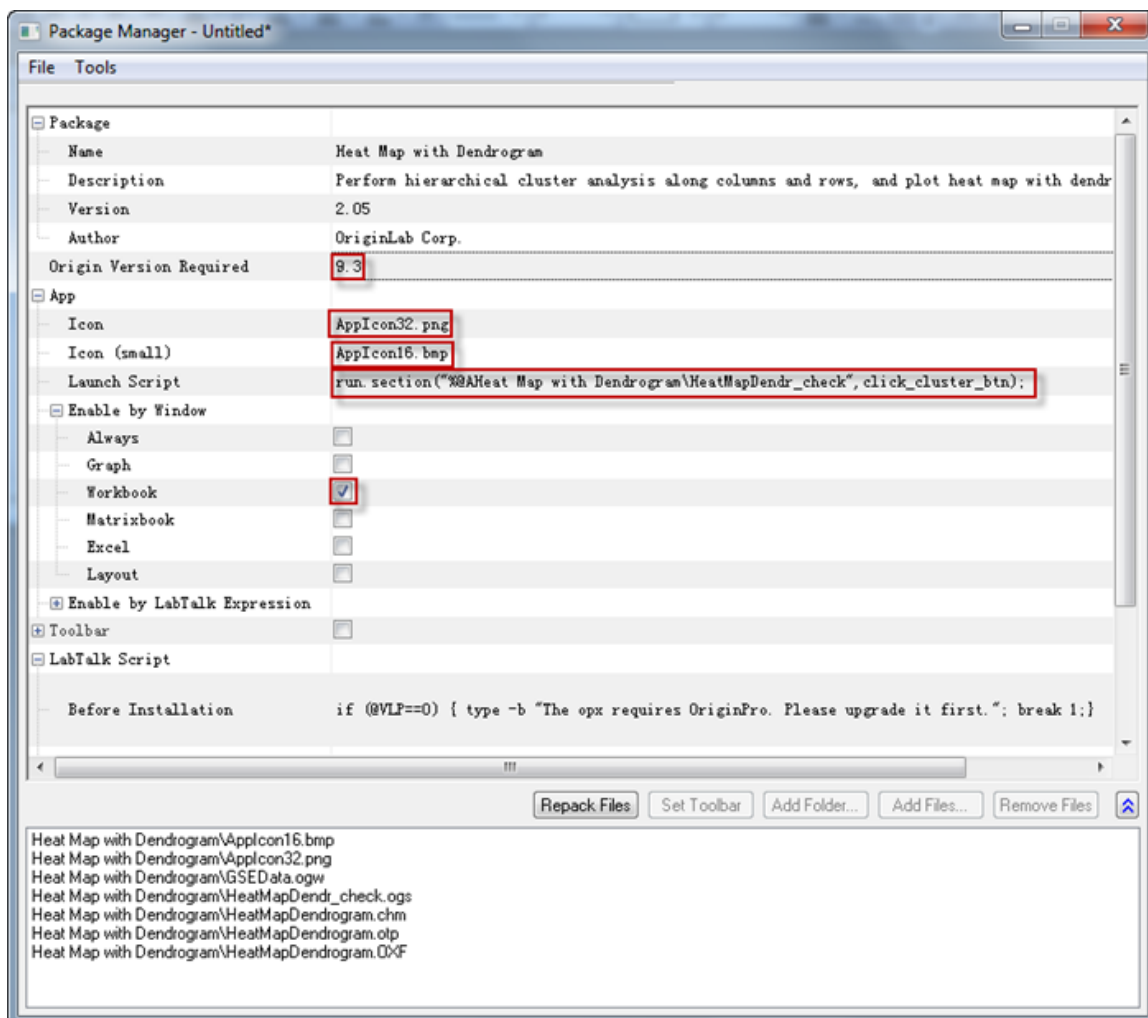 Package Manager - Untitled*
File Tools
Package
Name Heat Map with Dendrogram
Description Perform hierarchical cluster analysis along columns and rows, and plot heat map with dendr
Version 2.05
Author OriginLab Corp.
Origin Version Required 9.3
App
Icon AppIcon32.png
Icon (small) AppIcon16.bmp
Launch Script run.section("%@AHeat Map with Dendrogram\HeatMapDendr_check",click_cluster_btn);
Enable by Window
Always
Graph
Workbook
Matrixbook
Excel
Layout
Enable by LabTalk Expression
Toolbar
LabTalk Script
Before Installation if (@VLP==0) { type -b "The opx requires OriginPro. Please upgrade it first."; break 1;}
Repack Files Set Toolbar Add Folder... Add Files... Remove Files
Heat Map with Dendrogram\AppIcon16.bmp
Heat Map with Dendrogram\AppIcon32.png
Heat Map with Dendrogram\GSEData.ogw
Heat Map with Dendrogram\HeatMapDendr_check.ogs
Heat Map with Dendrogram\HeatMapDendrogram.chm
Heat Map with Dendrogram\HeatMapDendrogram.otp
Heat Map with Dendrogram\HeatMapDendrogram.OXF